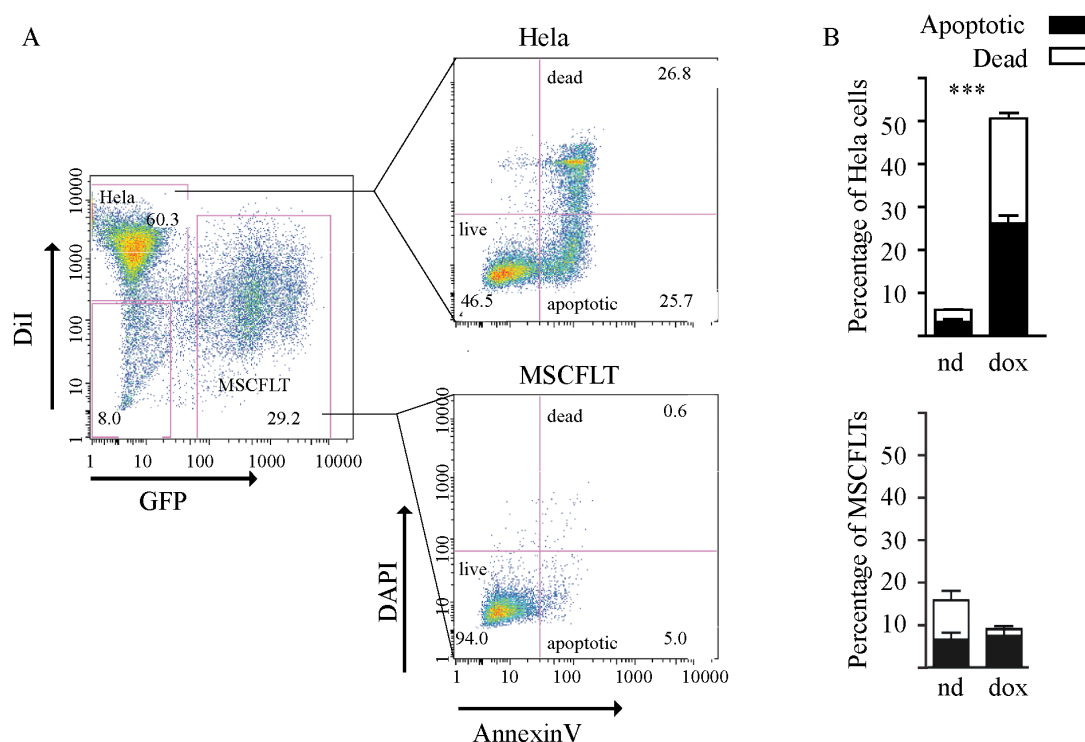 A
Hela
dead
26.8
live
46.5
apoptotic
25.7
Hela
60.3
10000
1000
100
10
1
DiI
8.0
MSCFLT
29.2
1
10
100
1000
10000
GFP
MSCFLT
dead
0.6
live
94.0
apoptotic
5.0
10000
1000
100
10
1
DAPI
1
10
100
1000
10000
AnnexinV
B
Apoptotic
Dead
***
50
40
30
20
10
Percentage of Hela cells
nd
dox
50
40
30
20
10
Percentage of MSCFLTs
nd
dox